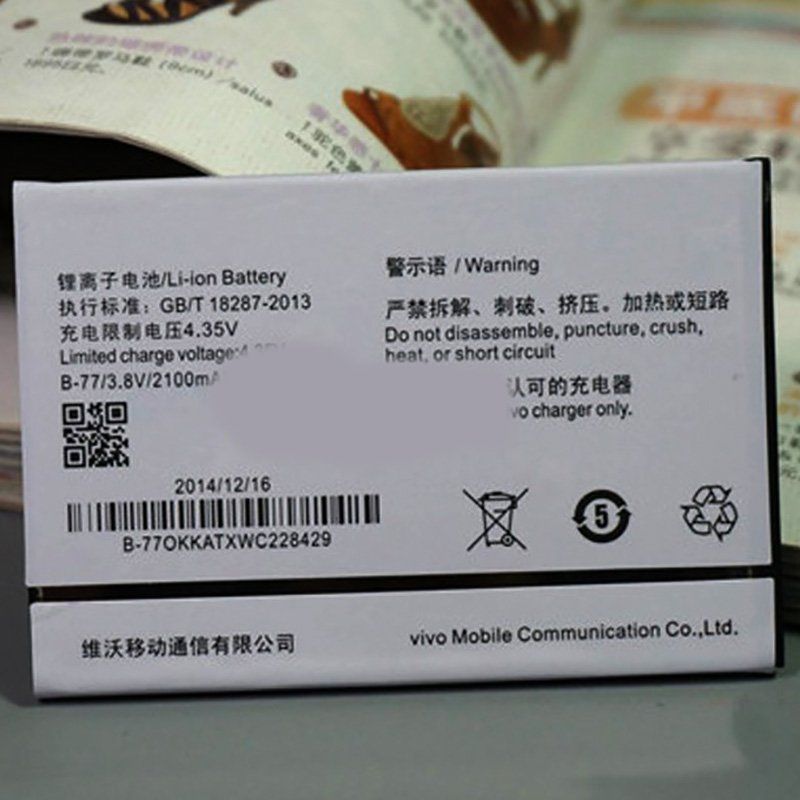 锂离子电池/Li-ion Battery
执行标准：GB/T 18287-2013
充电限制电压4.35V
Limited charge
B-77/3.8V/2100
2014/12/16
B-77OKKATXWC228429
警示语 / Warning
严禁拆解、刺破、挤压。加热或短路
Do not disassemble, puncture, crush,
heat, or short circuit
认可的充电器
charger only.
5
维沃移动通信有限公司
vivo Mobile Communication Co.,Ltd.